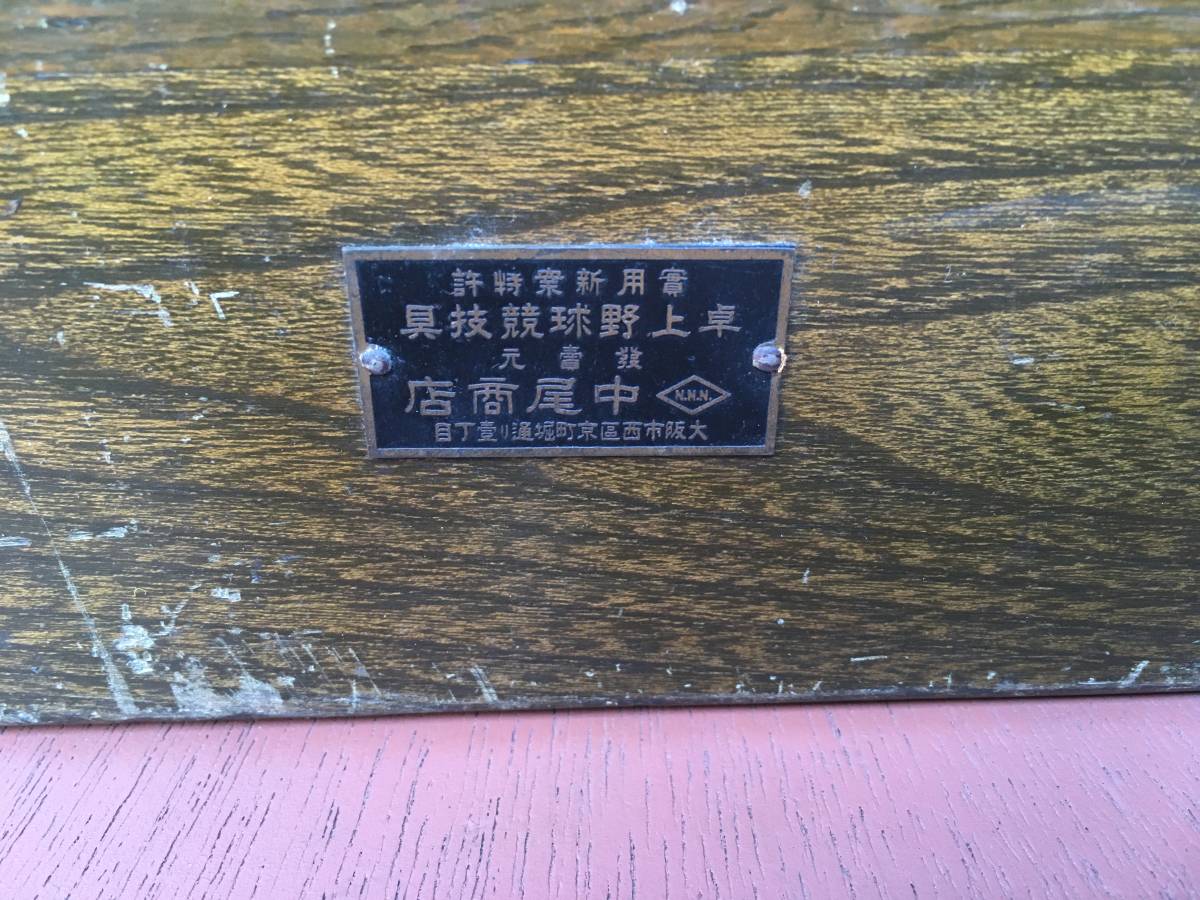 實用新案特許
卓上野球競技具
發賣元
N.N.N. 中尾商店
大阪市西區京町堀通り壹丁目